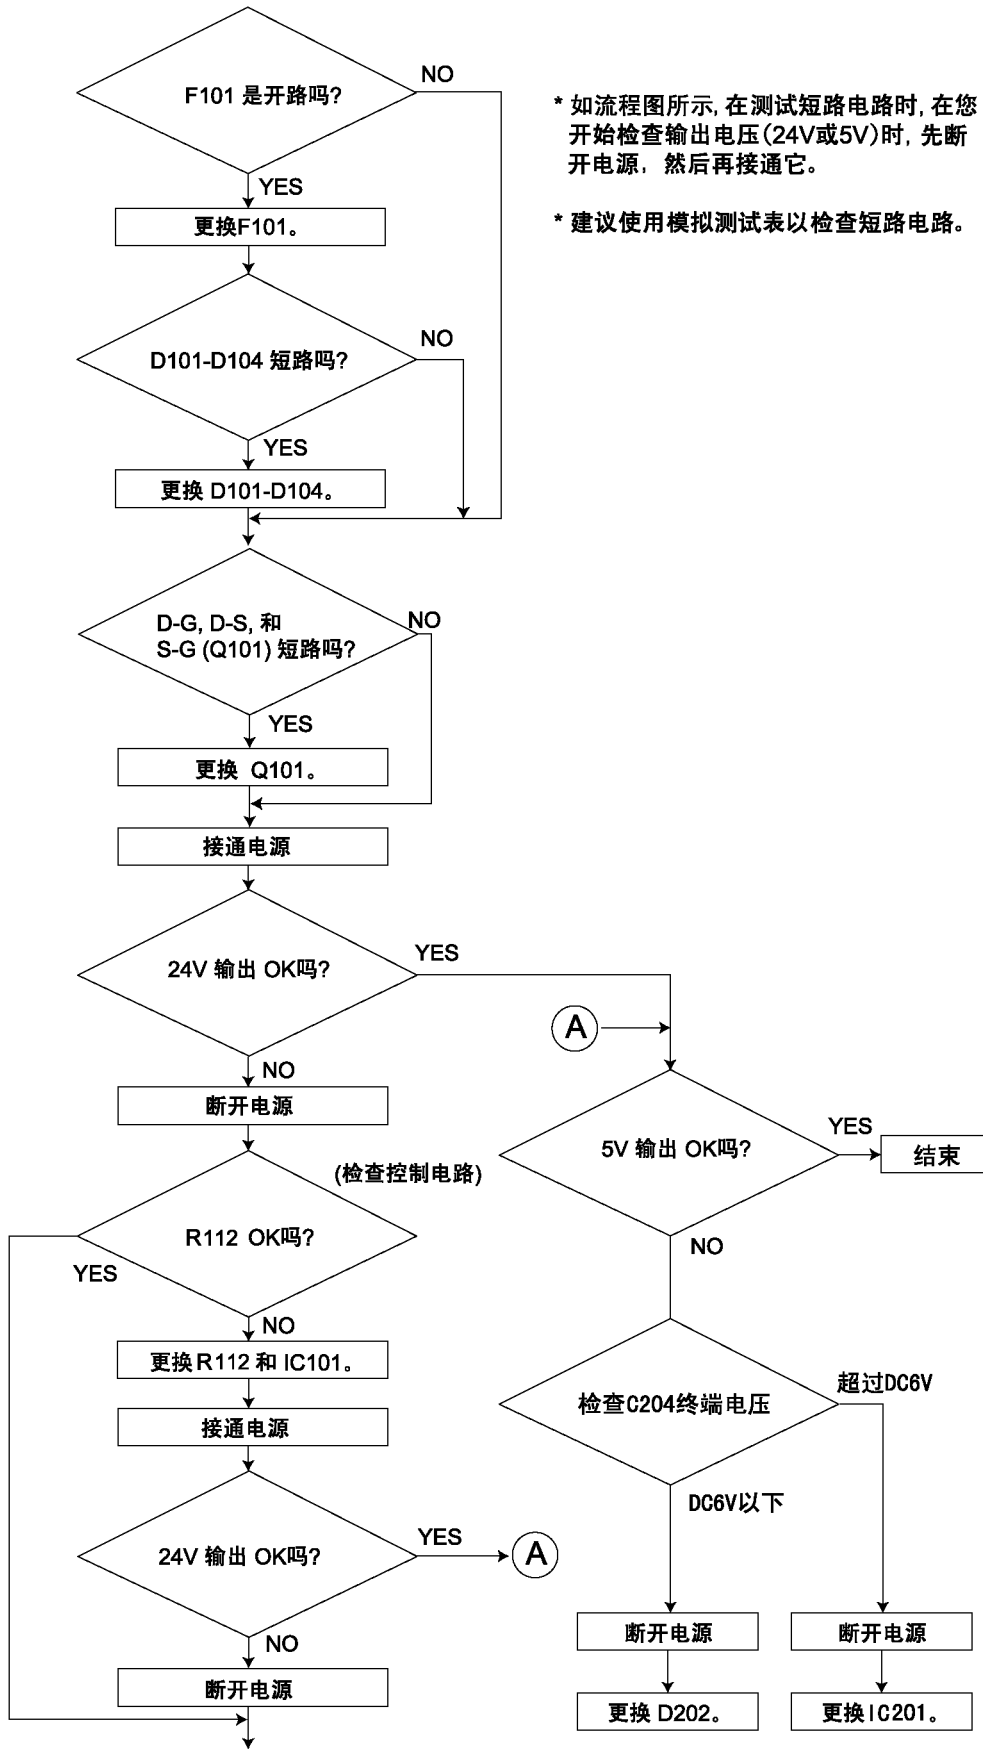 F101 是开路吗?
NO
* 如流程图所示, 在测试短路电路时, 在您
开始检查输出电压(24V或5V)时, 先断
开电源, 然后再接通它。
YES
更换F101。
* 建议使用模拟测试表以检查短路电路。
D101-D104 短路吗?
NO
YES
更换 D101-D104。
D-G, D-S, 和
S-G (Q101) 短路吗?
NO
YES
更换 Q101。
接通电源
24V 输出 OK吗?
YES
A
NO
断开电源
5V 输出 OK吗?
YES
结束
(检查控制电路)
R112 OK吗?
YES
NO
NO
更换R112 和 IC101。
检查C204终端电压
超过DC6V
接通电源
DC6V以下
24V 输出 OK吗?
YES
A
NO
断开电源
断开电源
断开电源
更换 D202。
更换IC201。